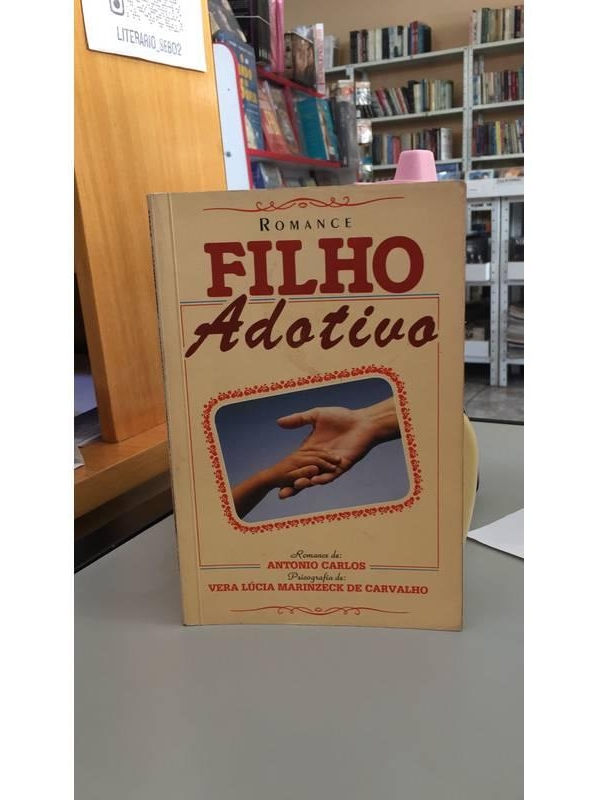 LITERARIO_SEBO2
ROMANCE
FILHO
Adotivo
Romance de:
ANTONIO CARLOS
Psicografia de:
VERA LÚCIA MARINZECK DE CARVALHO